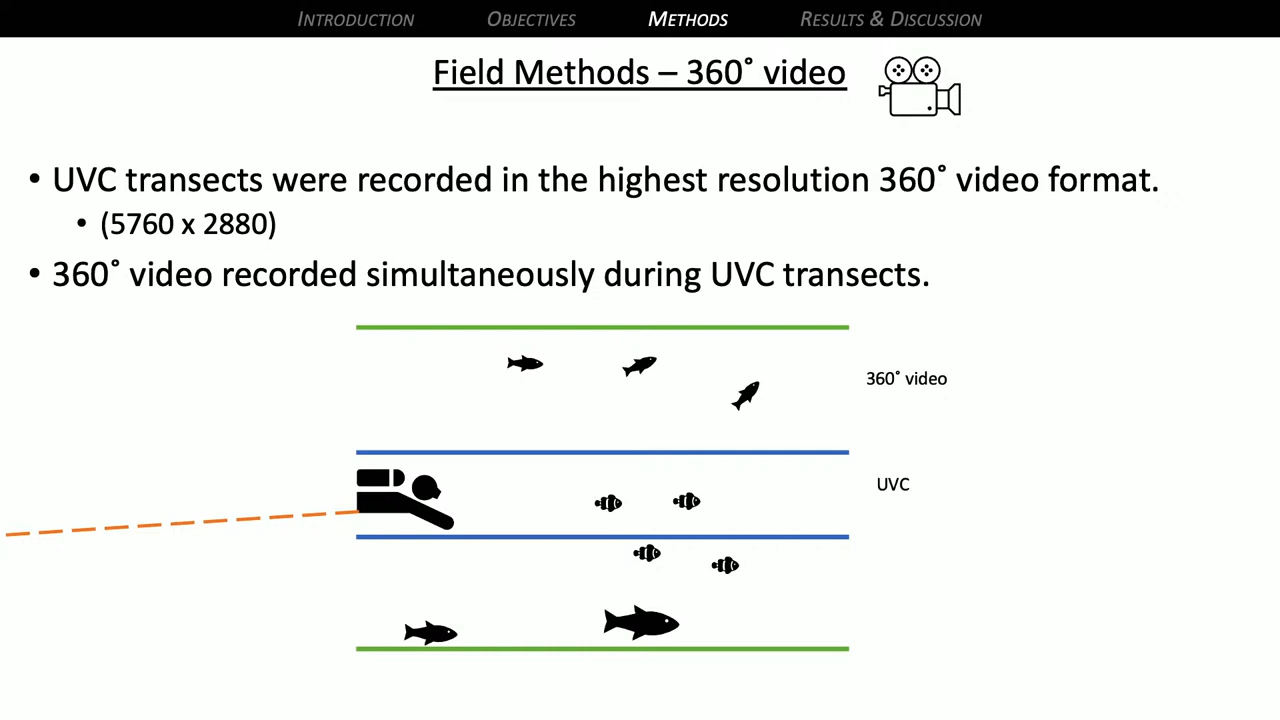 INTRODUCTION OBJECTIVES METHODS RESULTS & DISCUSSION
Field Methods – 360˚ video
• UVC transects were recorded in the highest resolution 360˚ video format.
• (5760 x 2880)
• 360˚ video recorded simultaneously during UVC transects.
360˚ video
UVC